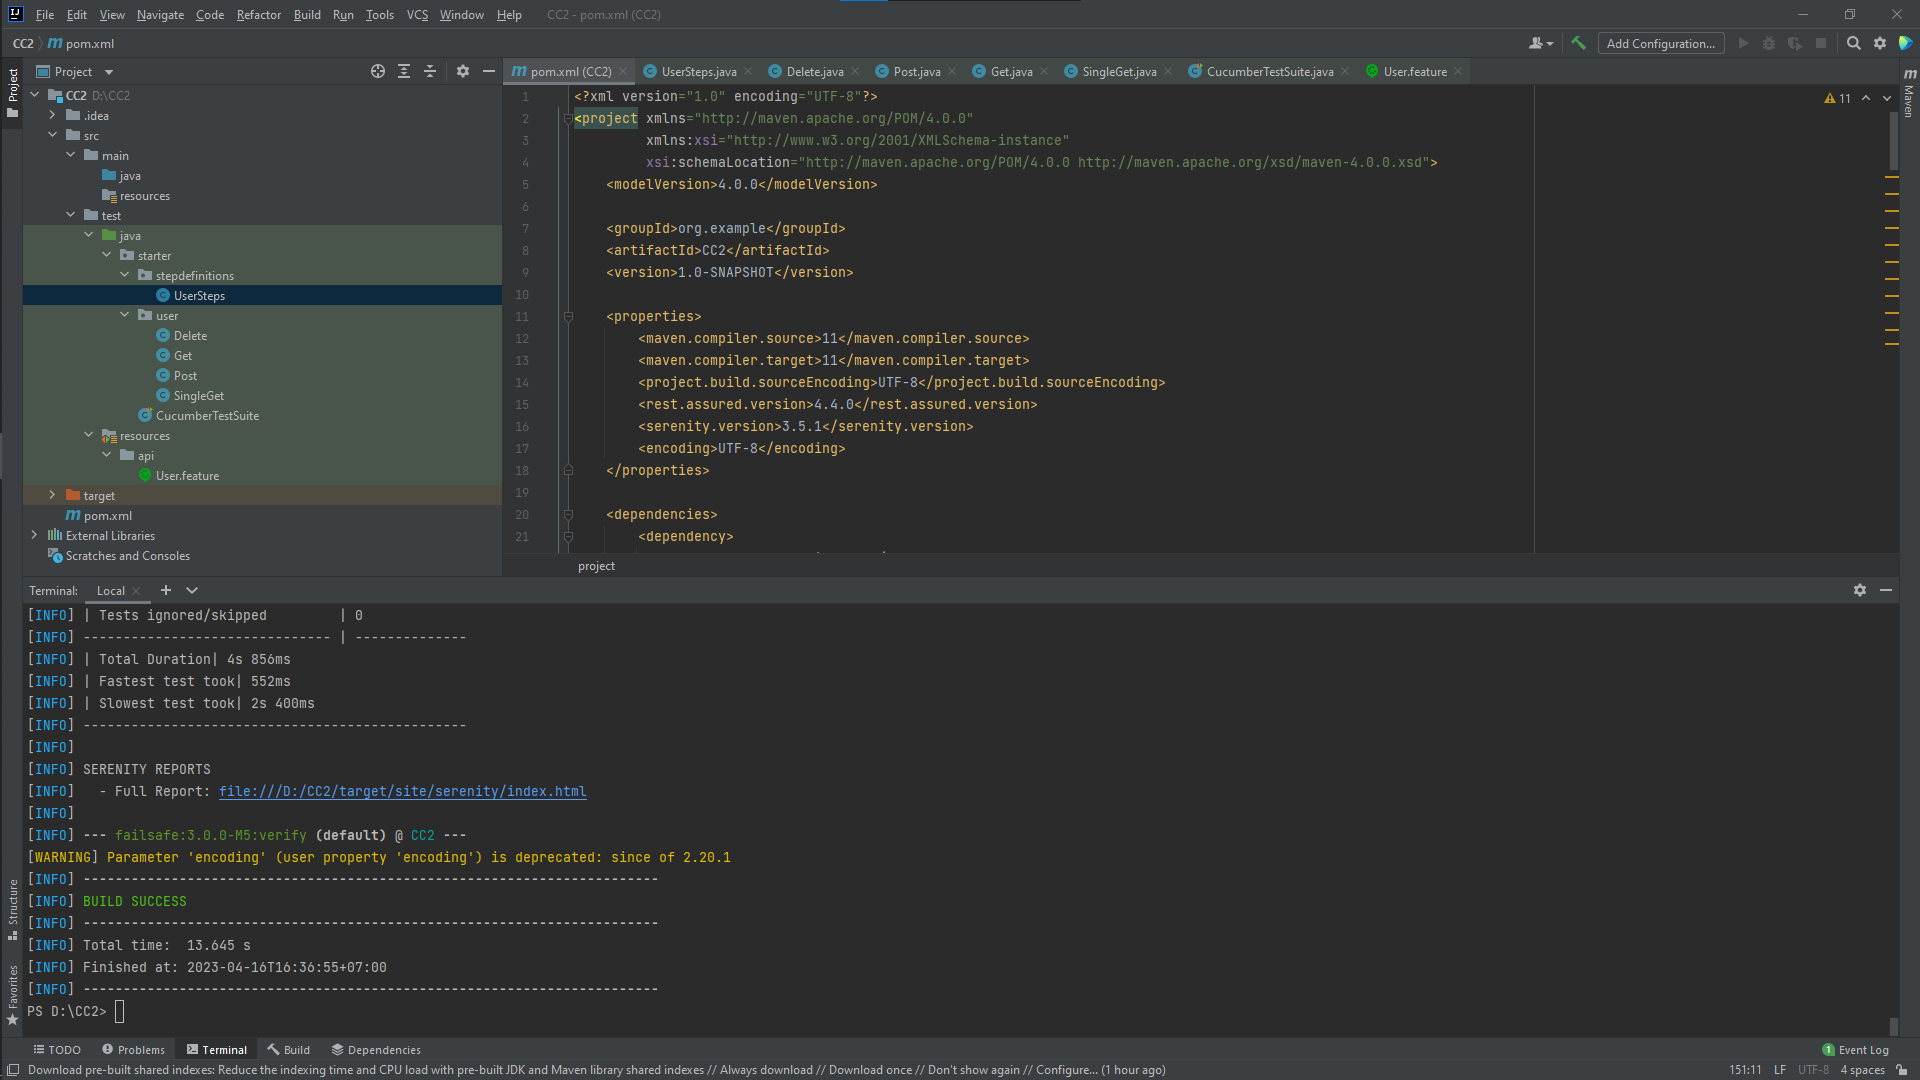 File Edit View Navigate Code Refactor Build Run Tools VCS Window Help CC2 - pom.xml (CC2)
CC2 pom.xml
Add Configuration...
Project
pom.xml (CC2) UserSteps.java Delete.java Post.java Get.java SingleGet.java CucumberTestSuite.java User.feature
Project
Structure
Favorites
Maven
CC2 D:\CC2
.idea
src
main
java
resources
test
java
starter
stepdefinitions
UserSteps
user
Delete
Get
Post
SingleGet
CucumberTestSuite
resources
api
User.feature
target
pom.xml
External Libraries
Scratches and Consoles
11
1 <?xml version="1.0" encoding="UTF-8"?>
2 <project xmlns="http://maven.apache.org/POM/4.0.0"
3 xmlns:xsi="http://www.w3.org/2001/XMLSchema-instance"
4 xsi:schemaLocation="http://maven.apache.org/POM/4.0.0 http://maven.apache.org/xsd/maven-4.0.0.xsd">
5 <modelVersion>4.0.0</modelVersion>
6
7 <groupId>org.example</groupId>
8 <artifactId>CC2</artifactId>
9 <version>1.0-SNAPSHOT</version>
10
11 <properties>
12 <maven.compiler.source>11</maven.compiler.source>
13 <maven.compiler.target>11</maven.compiler.target>
14 <project.build.sourceEncoding>UTF-8</project.build.sourceEncoding>
15 <rest.assured.version>4.4.0</rest.assured.version>
16 <serenity.version>3.5.1</serenity.version>
17 <encoding>UTF-8</encoding>
18 </properties>
19
20 <dependencies>
21 <dependency>
project
Terminal: Local
[INFO] | Tests ignored/skipped | 0
[INFO] ------------------------------- | --------------
[INFO] | Total Duration| 4s 856ms
[INFO] | Fastest test took| 552ms
[INFO] | Slowest test took| 2s 400ms
[INFO] ------------------------------------------------
[INFO]
[INFO] SERENITY REPORTS
[INFO] - Full Report: file:///D:/CC2/target/site/serenity/index.html
[INFO]
[INFO] --- failsafe:3.0.0-M5:verify (default) @ CC2 ---
[WARNING] Parameter 'encoding' (user property 'encoding') is deprecated: since of 2.20.1
[INFO] ------------------------------------------------------------------------
[INFO] BUILD SUCCESS
[INFO] ------------------------------------------------------------------------
[INFO] Total time: 13.645 s
[INFO] Finished at: 2023-04-16T16:36:55+07:00
[INFO] ------------------------------------------------------------------------
PS D:\CC2>
TODO Problems Terminal Build Dependencies 1 Event Log
Download pre-built shared indexes: Reduce the indexing time and CPU load with pre-built JDK and Maven library shared indexes // Always download // Download once // Don't show again // Configure... (1 hour ago) 151:11 LF UTF-8 4 spaces